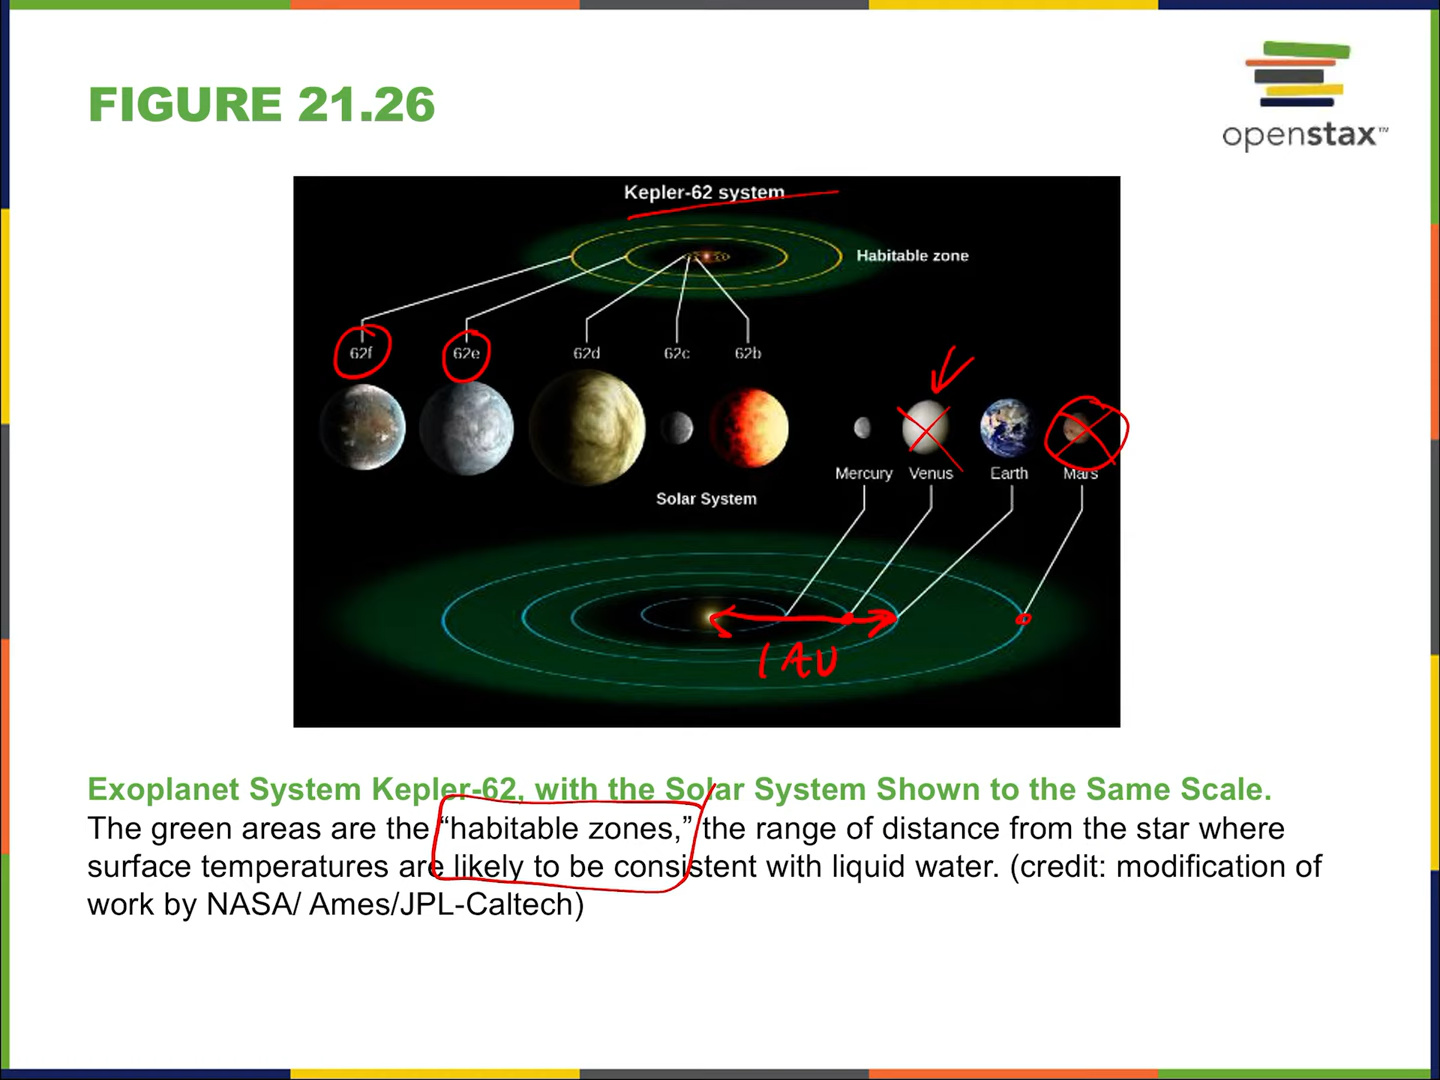 FIGURE 21.26
openstax™
Kepler-62 system
Habitable zone
62f 62e 62d 62c 62b
Mercury Venus Earth Mars
Solar System
1 AU
Exoplanet System Kepler-62, with the Solar System Shown to the Same Scale.
The green areas are the “habitable zones,” the range of distance from the star where
surface temperatures are likely to be consistent with liquid water. (credit: modification of
work by NASA/ Ames/JPL-Caltech)